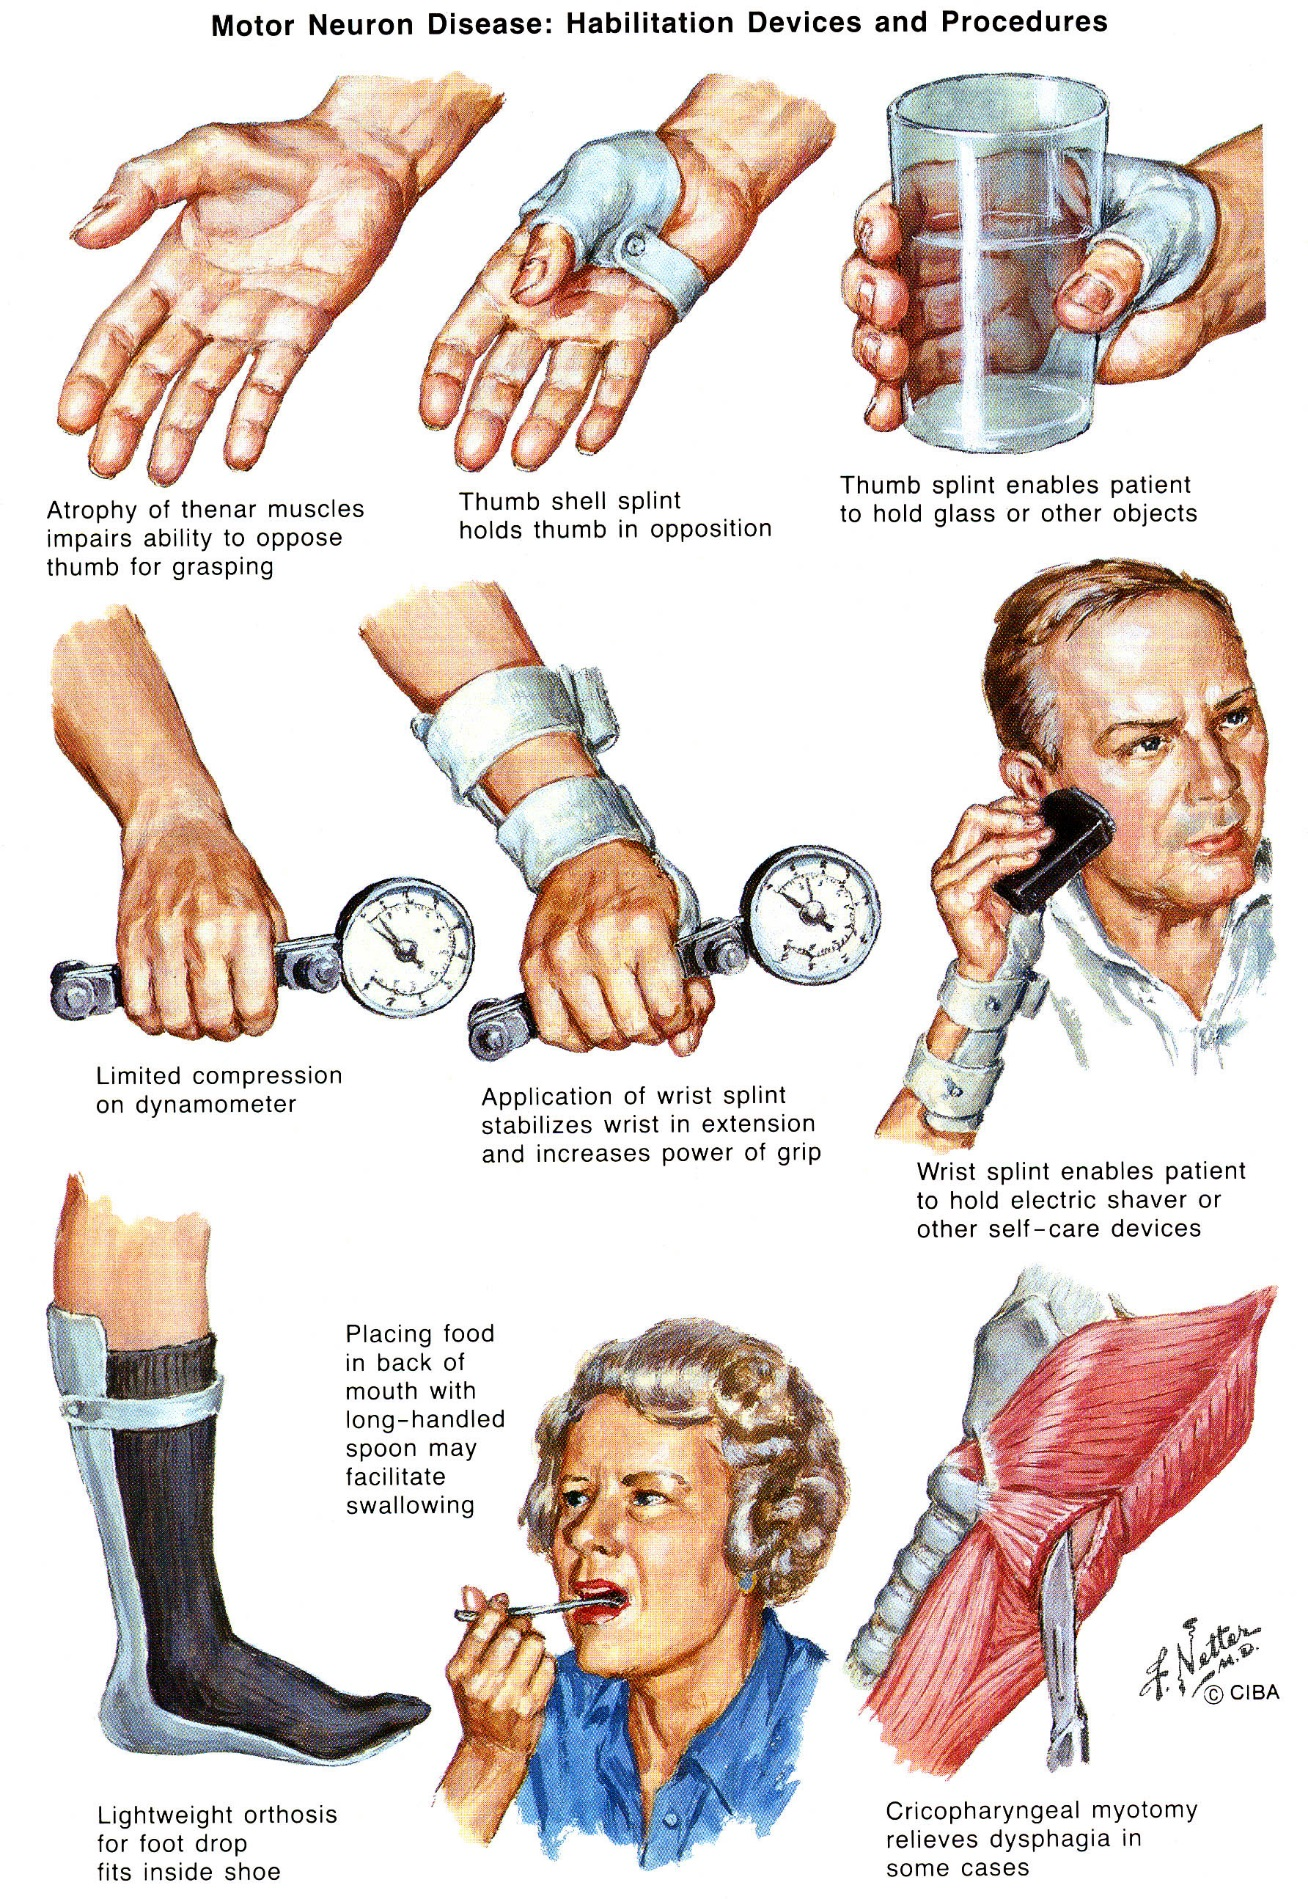 Motor Neuron Disease: Habilitation Devices and Procedures
Atrophy of thenar muscles
impairs ability to oppose
thumb for grasping
Thumb shell splint
holds thumb in opposition
Thumb splint enables patient
to hold glass or other objects
Limited compression
on dynamometer
Application of wrist splint
stabilizes wrist in extension
and increases power of grip
Wrist splint enables patient
to hold electric shaver or
other self-care devices
Lightweight orthosis
for foot drop
fits inside shoe
Placing food
in back of
mouth with
long-handled
spoon may
facilitate
swallowing
Cricopharyngeal myotomy
relieves dysphagia in
some cases
F. Netter
M.D.
© CIBA